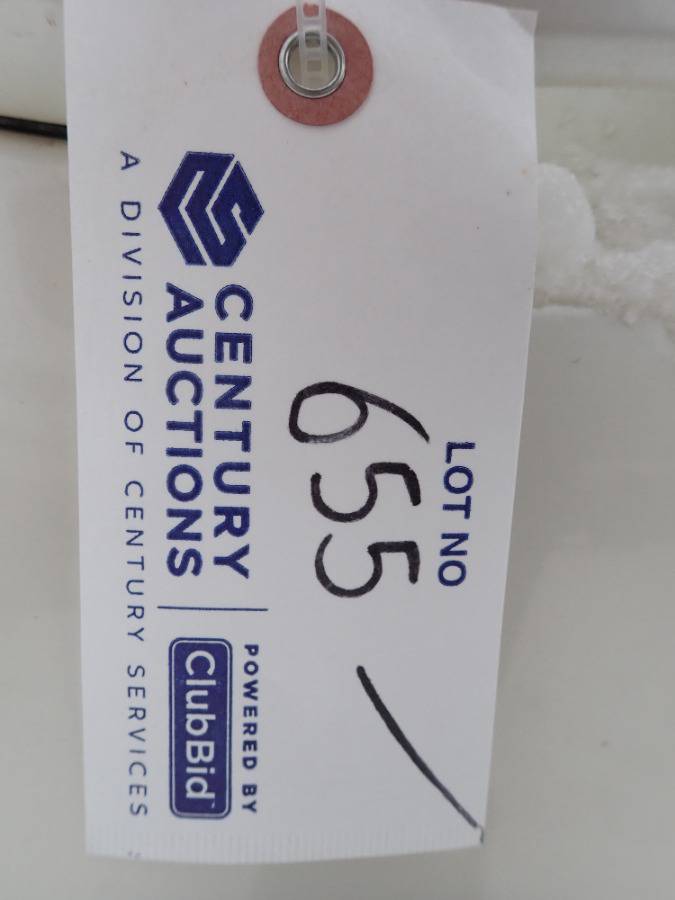 LOT NO
655
CENTURY
AUCTIONS
POWERED BY
ClubBid
A DIVISION OF CENTURY SERVICES